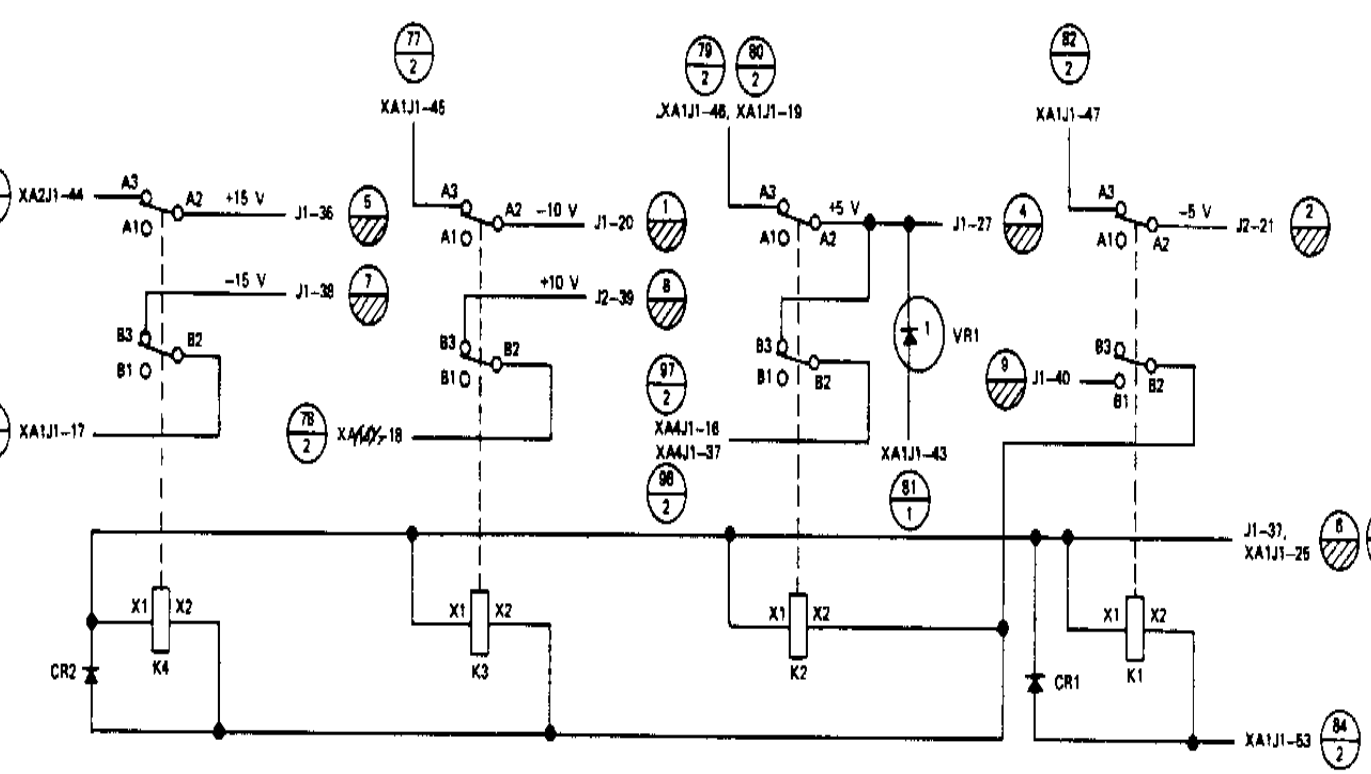 77
2
79
2
80
2
82
2
XA1J1-45
XA1J1-46, XA1J1-19
XA1J1-47
XA2J1-44
A3
A2
A1
+15 V
J1-36
5
A3
A2
A1
-10 V
J1-20
1
A3
A2
A1
+5 V
J1-27
4
A3
A2
A1
-5 V
J2-21
2
-15 V
J1-38
7
+10 V
J2-39
8
B3
B2
B1
B3
B2
B1
B3
B2
B1
1
VR1
B3
B2
B1
9
J1-40
XA1J1-17
78
2
-18
97
2
XA4J1-16
XA4J1-37
98
2
XA1J1-43
81
1
J1-37,
XA1J1-25
6
X1
X2
K4
X1
X2
K3
X1
X2
K2
X1
X2
K1
CR2
CR1
XA1J1-53
84
2